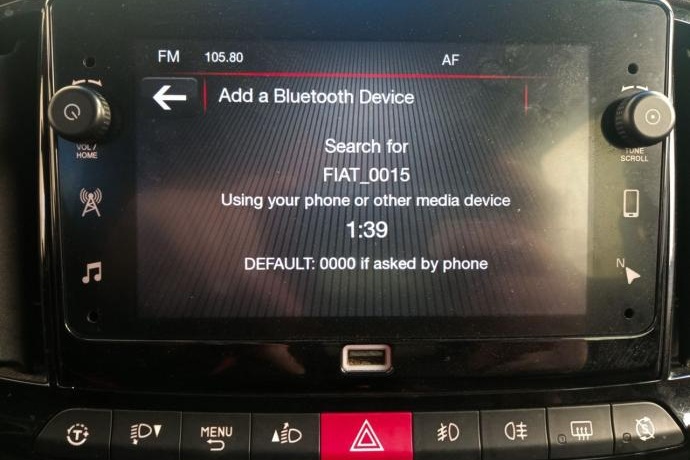 FM 105.80 AF
Add a Bluetooth Device
Search for
FIAT_0015
Using your phone or other media device
1:39
DEFAULT: 0000 if asked by phone
VOL /
HOME
TUNE
SCROLL
N
MENU